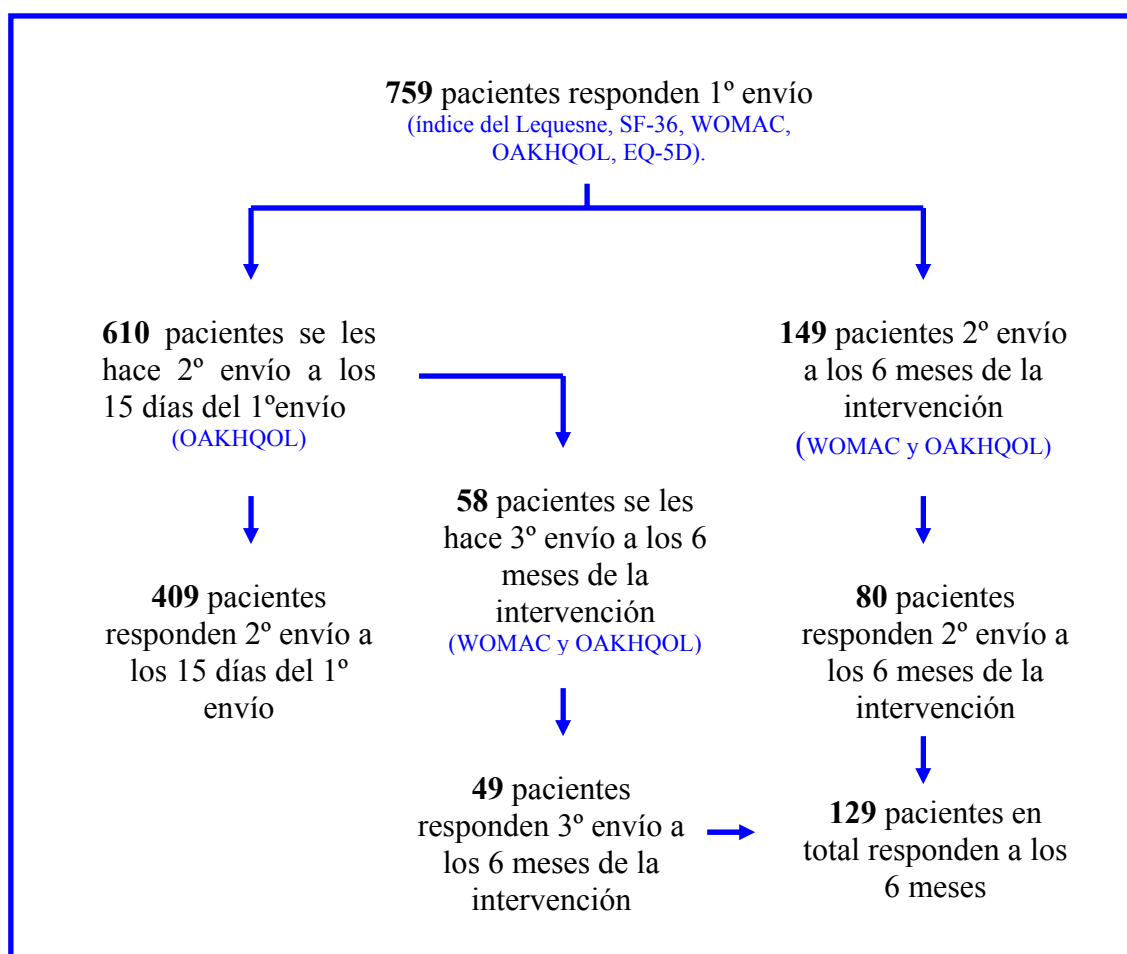 759 pacientes responden 1º envío
(índice del Lequesne, SF-36, WOMAC,
OAKHQOL, EQ-5D).
610 pacientes se les
hace 2º envío a los
15 días del 1ºenvío
(OAKHQOL)
149 pacientes 2º envío
a los 6 meses de la
intervención
(WOMAC y OAKHQOL)
58 pacientes se les
hace 3º envío a los 6
meses de la
intervención
(WOMAC y OAKHQOL)
409 pacientes
responden 2º envío a
los 15 días del 1º
envío
80 pacientes
responden 2º envío a
los 6 meses de la
intervención
49 pacientes
responden 3º envío a
los 6 meses de la
intervención
129 pacientes en
total responden a los
6 meses